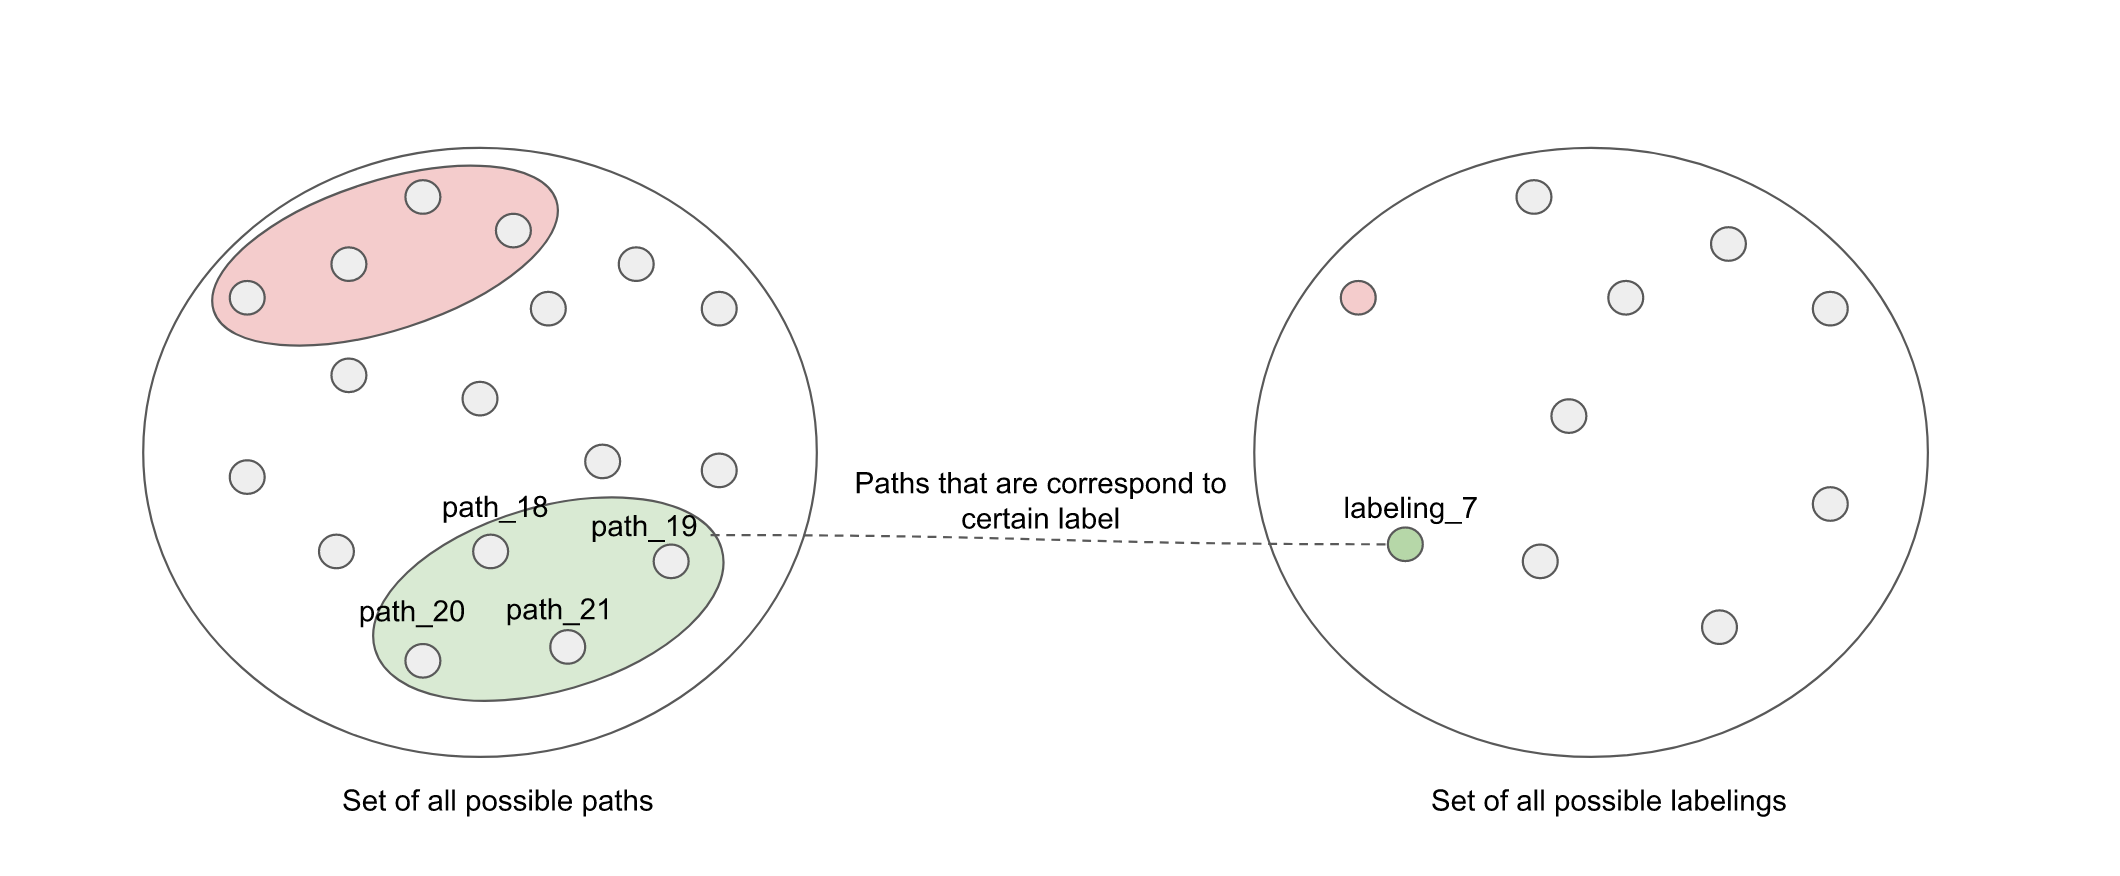 path_18
path_19
path_20
path_21
Paths that are correspond to
certain label
labeling_7
Set of all possible paths
Set of all possible labelings